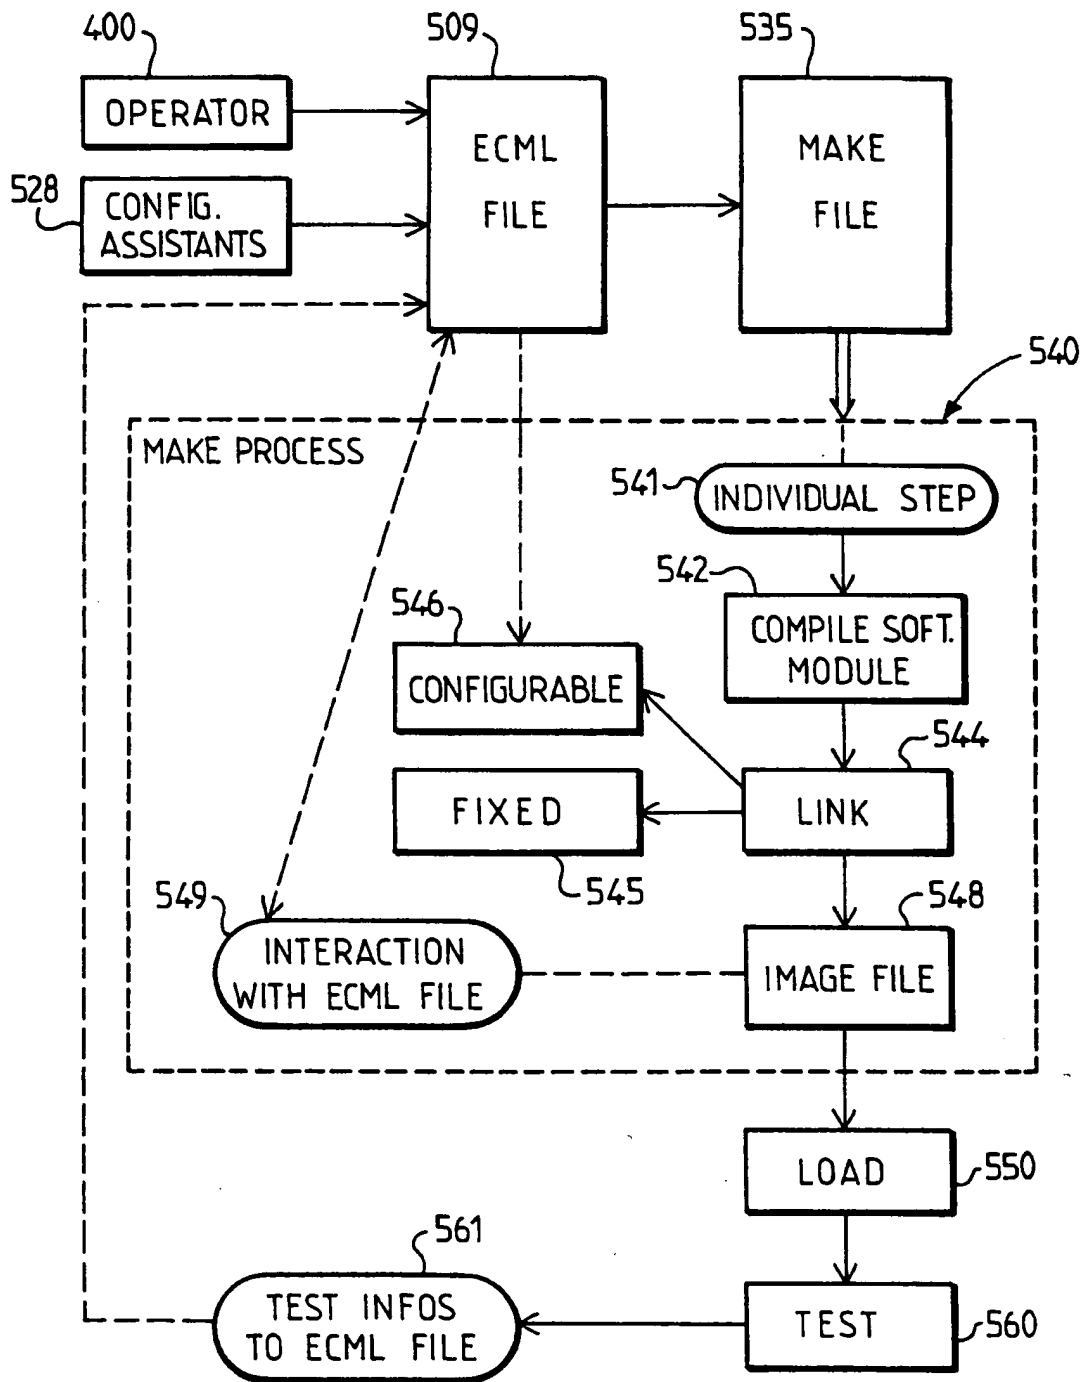 400
509
535
OPERATOR
ECML
FILE
MAKE
FILE
528
CONFIG.
ASSISTANTS
540
MAKE PROCESS
541
INDIVIDUAL STEP
542
COMPILE SOFT.
MODULE
546
CONFIGURABLE
544
LINK
FIXED
545
549
548
INTERACTION
WITH ECML FILE
IMAGE FILE
LOAD
550
561
TEST INFOS
TO ECML FILE
TEST
560